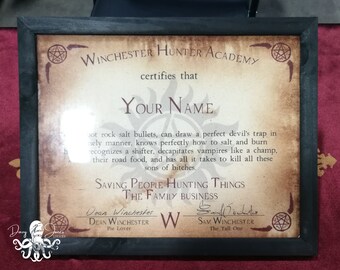 Winchester Hunter Academy
certifies that
Your Name
rock salt bullets, can draw a perfect devil's trap in
manner, knows perfectly how to salt and burn
recognizes a shifter, decapitates vampires like a champ,
their road food, and has all it takes to kill all these
sons of bitches
Saving People Hunting Things
The Family Business
Dean Winchester
W
Dean Winchester
Pie Lover
Sam Winchester
The Tall One